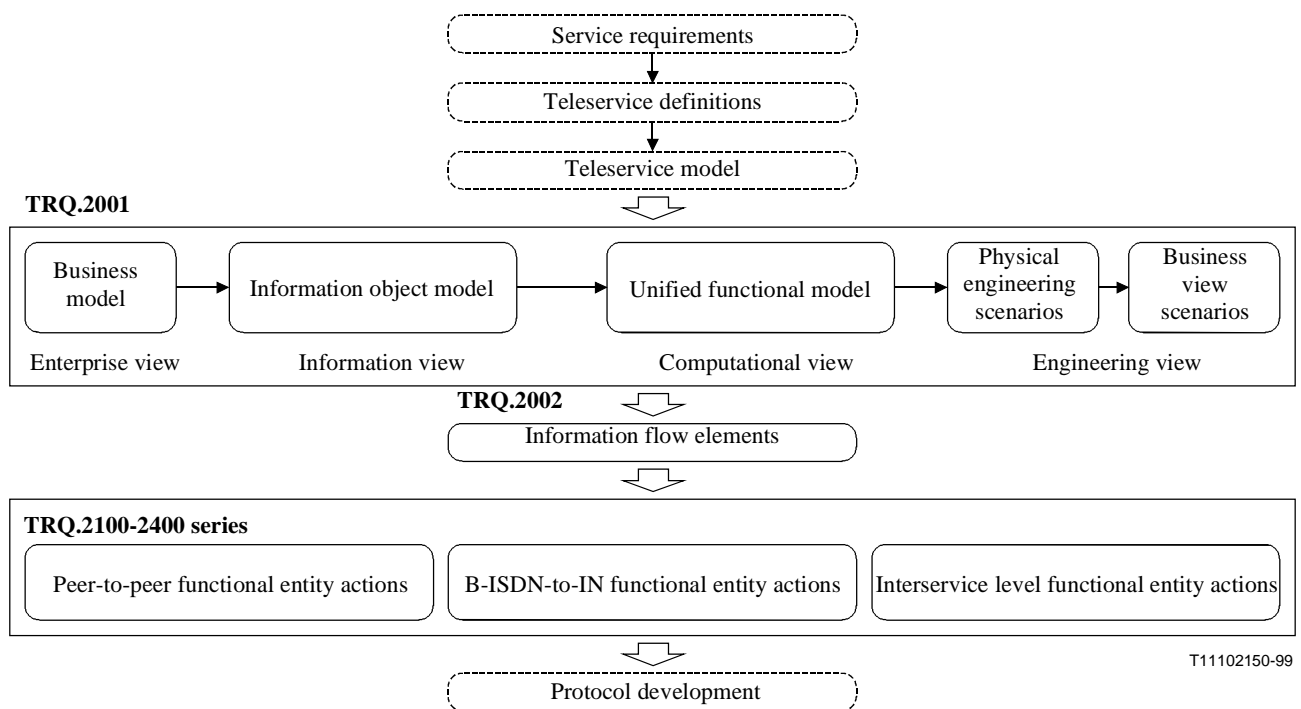 Service requirements
Teleservice definitions
Teleservice model
TRQ.2001
Business
model
Information object model
Unified functional model
Physical
engineering
scenarios
Business
view
scenarios
Enterprise view
Information view
Computational view
Engineering view
TRQ.2002
Information flow elements
TRQ.2100-2400 series
Peer-to-peer functional entity actions
B-ISDN-to-IN functional entity actions
Interservice level functional entity actions
T11102150-99
Protocol development